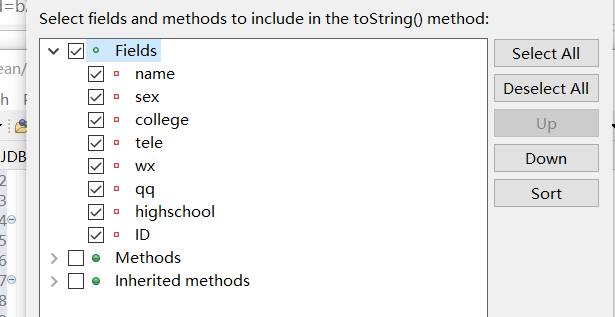 d=b
Select fields and methods to include in the toString() method:
Fields
name
sex
college
tele
wx
qq
highschool
ID
Methods
Inherited methods
Select All
Deselect All
Up
Down
Sort
ean/
h
JDB
2
3
4
5
6
7
8